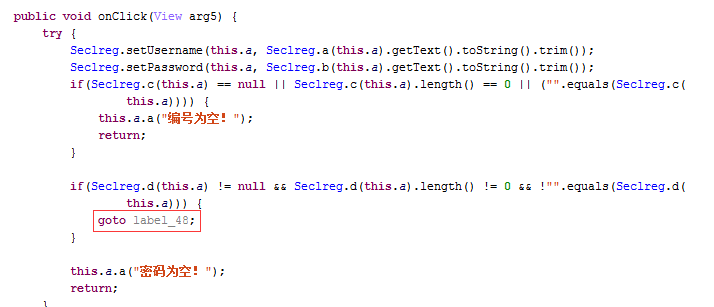 public void onClick(View arg5) {
try {
Seclreg.setUsername(this.a, Seclreg.a(this.a).getText().toString().trim());
Seclreg.setPassword(this.a, Seclreg.b(this.a).getText().toString().trim());
if(Seclreg.c(this.a) == null || Seclreg.c(this.a).length() == 0 || ("".equals(Seclreg.c(
this.a)))) {
this.a.a("编号为空!");
return;
}
if(Seclreg.d(this.a) != null && Seclreg.d(this.a).length() != 0 && !"".equals(Seclreg.d(
this.a))) {
goto label_48;
}
this.a.a("密码为空!");
return;
}